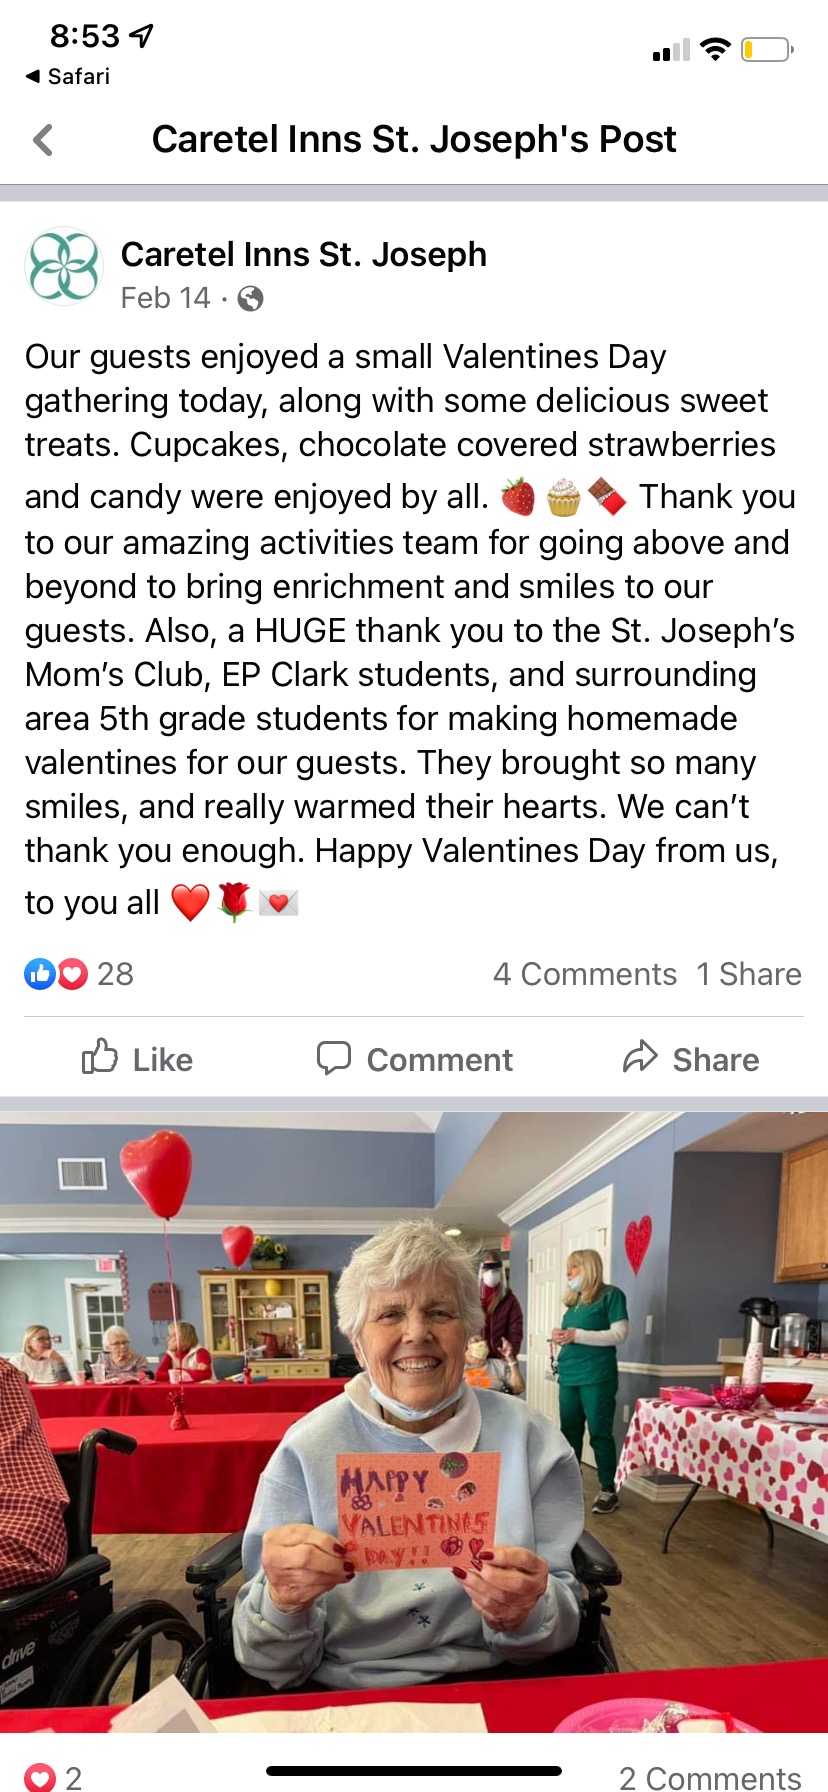 8:53
Safari
Caretel Inns St. Joseph's Post
Caretel Inns St. Joseph
Feb 14 ·
Our guests enjoyed a small Valentines Day
gathering today, along with some delicious sweet
treats. Cupcakes, chocolate covered strawberries
and candy were enjoyed by all. 🍓 🧁 🍫 Thank you
to our amazing activities team for going above and
beyond to bring enrichment and smiles to our
guests. Also, a HUGE thank you to the St. Joseph’s
Mom’s Club, EP Clark students, and surrounding
area 5th grade students for making homemade
valentines for our guests. They brought so many
smiles, and really warmed their hearts. We can’t
thank you enough. Happy Valentines Day from us,
to you all ❤️🌹💌
28 4 Comments 1 Share
Like Comment Share
EXIT
HAPPY
VALENTINES
DAY!!
drive
2 2 Comments